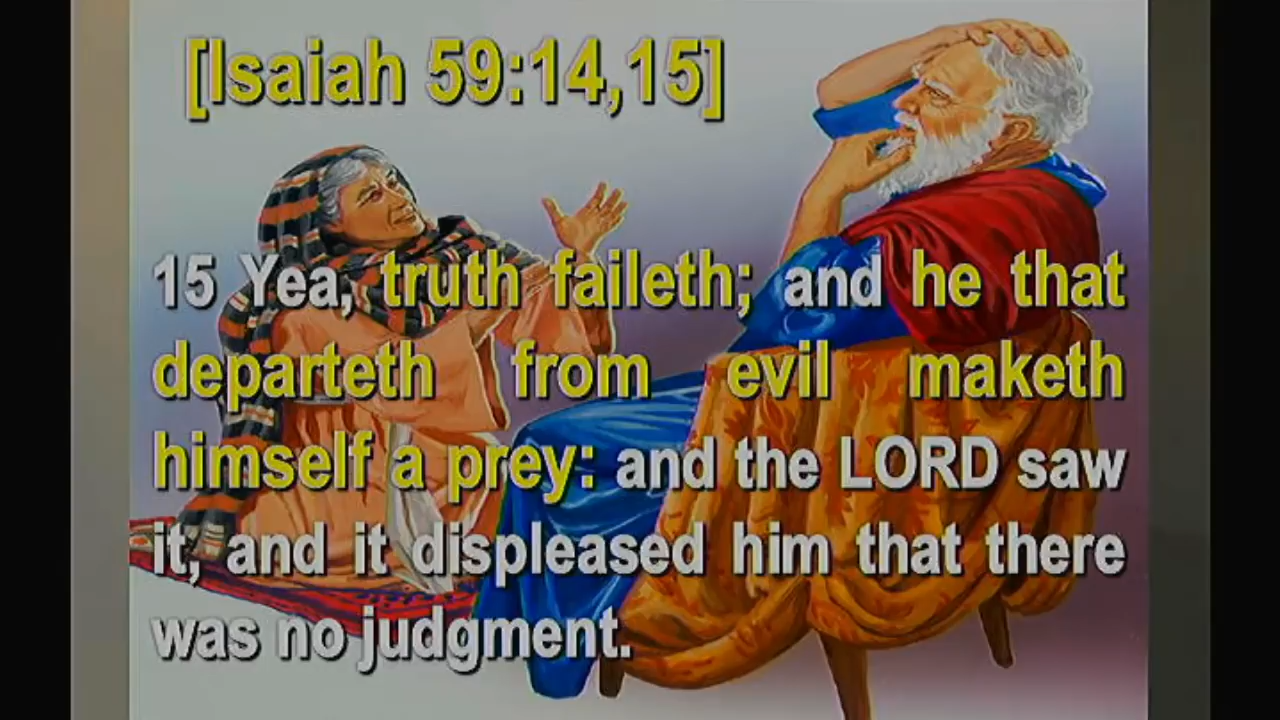 [Isaiah 59:14,15]
15 Yea, truth faileth; and he that
departeth from evil maketh
himself a prey: and the LORD saw
it, and it displeased him that there
was no judgment.